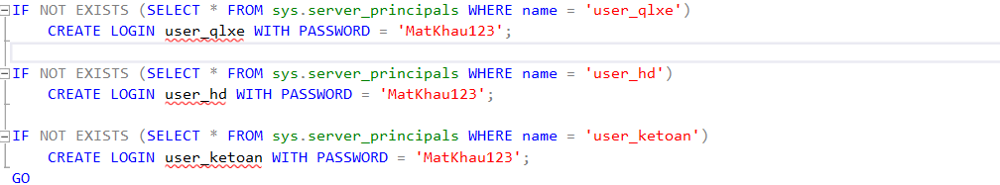 IF NOT EXISTS (SELECT * FROM sys.server_principals WHERE name = 'user_qlxe')
CREATE LOGIN user_qlxe WITH PASSWORD = 'MatKhau123';
IF NOT EXISTS (SELECT * FROM sys.server_principals WHERE name = 'user_hd')
CREATE LOGIN user_hd WITH PASSWORD = 'MatKhau123';
IF NOT EXISTS (SELECT * FROM sys.server_principals WHERE name = 'user_ketoan')
CREATE LOGIN user_ketoan WITH PASSWORD = 'MatKhau123';
GO